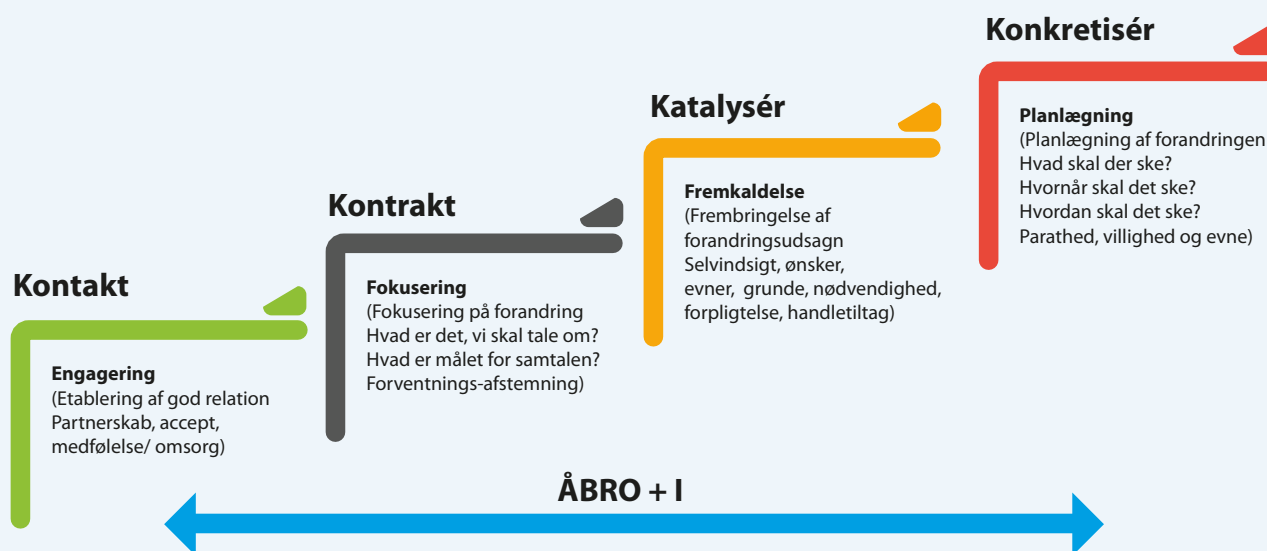 Kontakt
Engagering
(Etablering af god relation
Partnerskab, accept,
medfølelse/ omsorg)
Kontrakt
Fokusering
(Fokusering på forandring
Hvad er det, vi skal tale om?
Hvad er målet for samtalen?
Forventnings-afstemning)
Katalysér
Fremkaldelse
(Frembringelse af
forandringsudsagn
Selvindsigt, ønsker,
evner, grunde, nødvendighed,
forpligtelse, handletiltag)
Konkretisér
Planlægning
(Planlægning af forandringen
Hvad skal der ske?
Hvornår skal det ske?
Hvordan skal det ske?
Parathed, villighed og evne)
ÅBRO + I